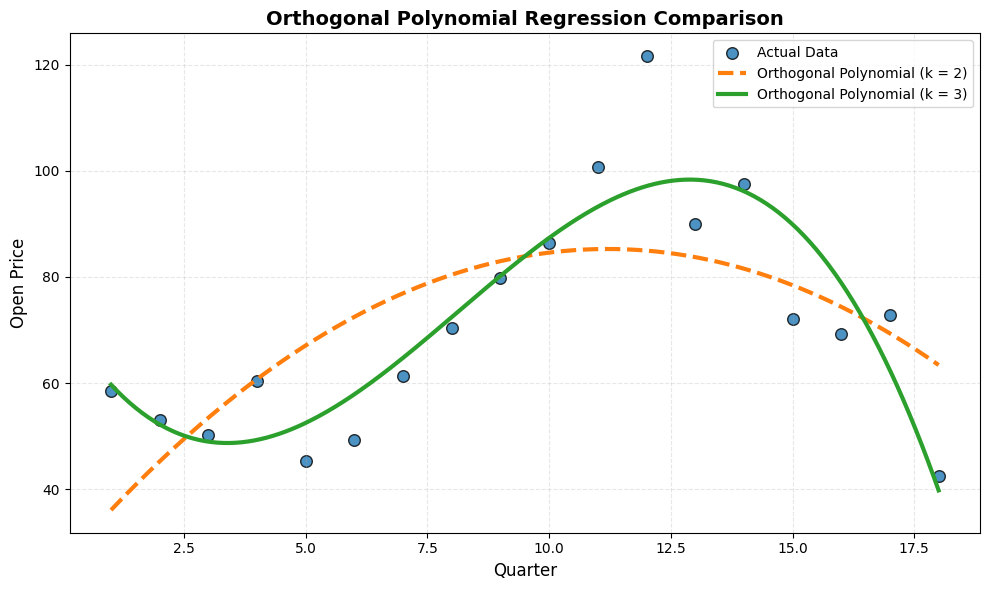 Orthogonal Polynomial Regression Comparison
Actual Data
Orthogonal Polynomial (k = 2)
Orthogonal Polynomial (k = 3)
Open Price
120
100
80
60
40
2.5 5.0 7.5 10.0 12.5 15.0 17.5
Quarter